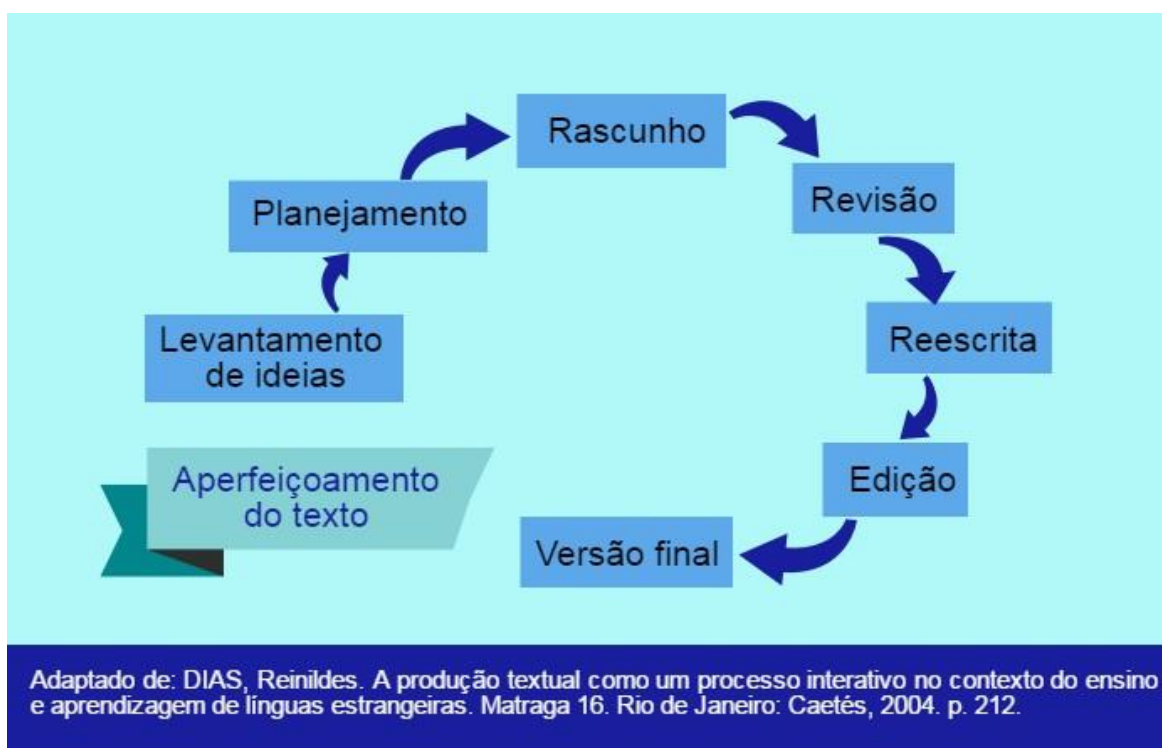 Levantamento
de ideias
Planejamento
Rascunho
Revisão
Reescrita
Edição
Versão final
Aperfeiçoamento
do texto
Adaptado de: DIAS, Reinildes. A produção textual como um processo interativo no contexto do ensino
e aprendizagem de línguas estrangeiras. Matraga 16. Rio de Janeiro: Caetés, 2004. p. 212.